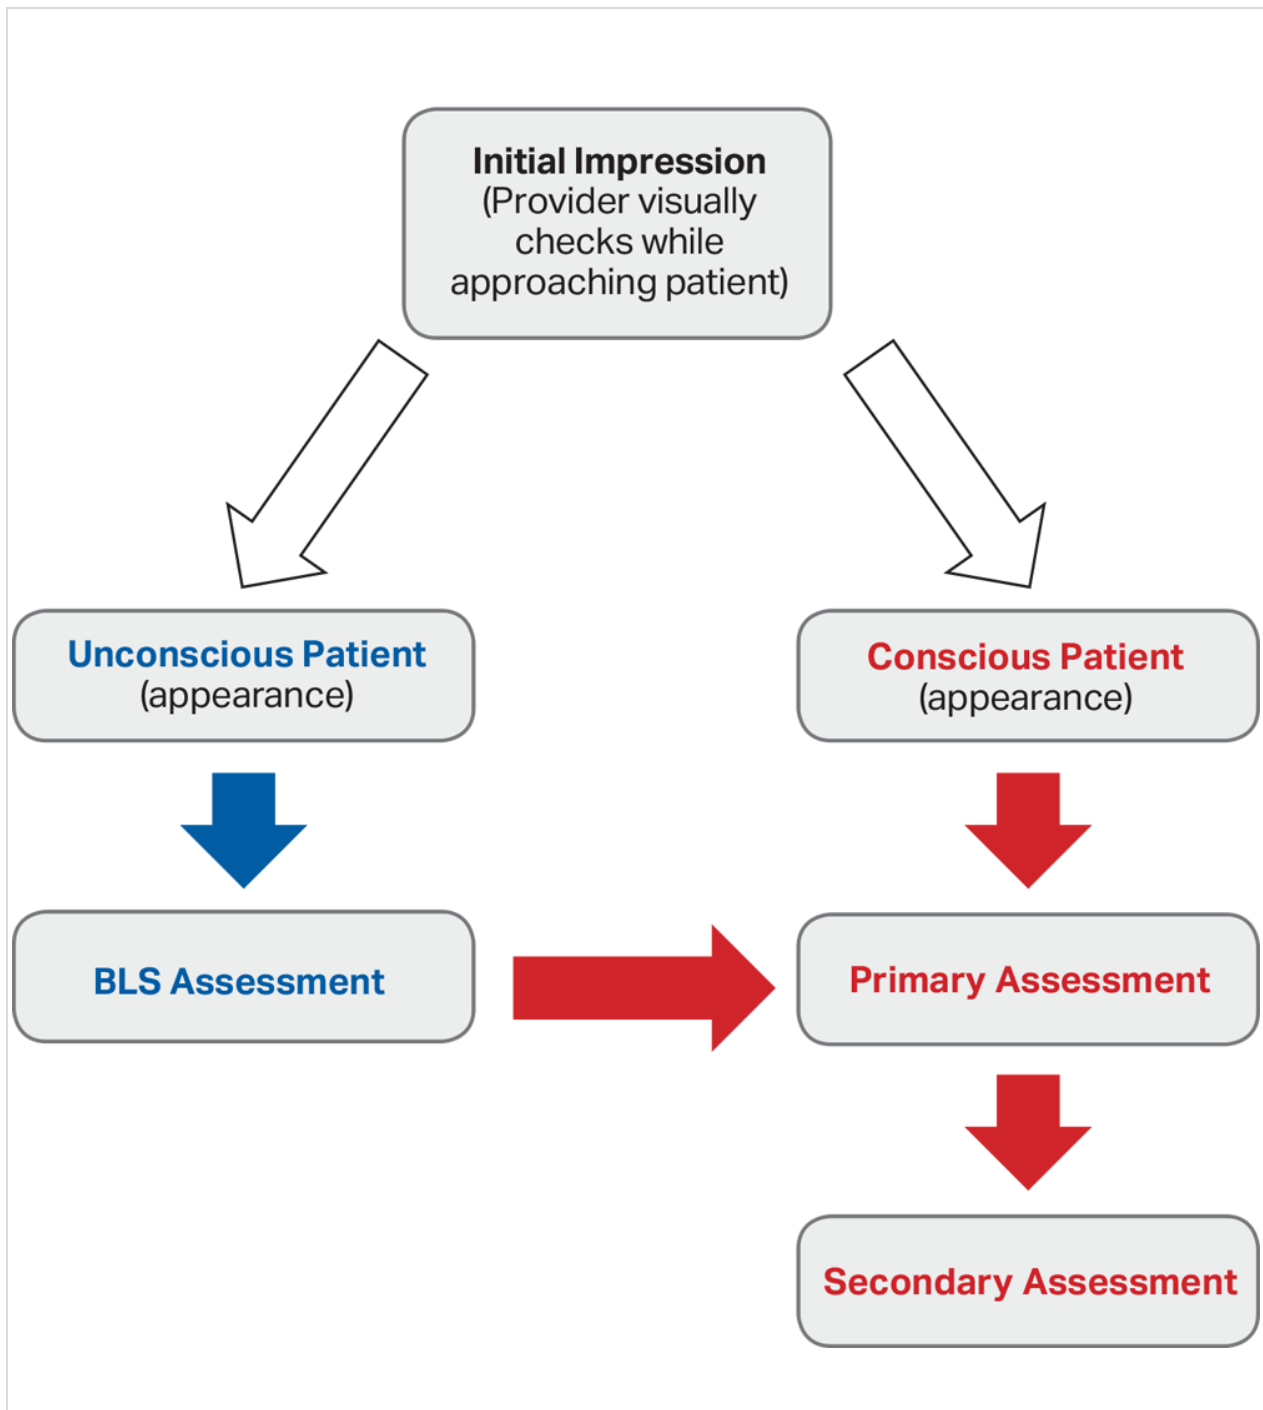 Initial Impression
(Provider visually
checks while
approaching patient)
Unconscious Patient
(appearance)
Conscious Patient
(appearance)
BLS Assessment
Primary Assessment
Secondary Assessment